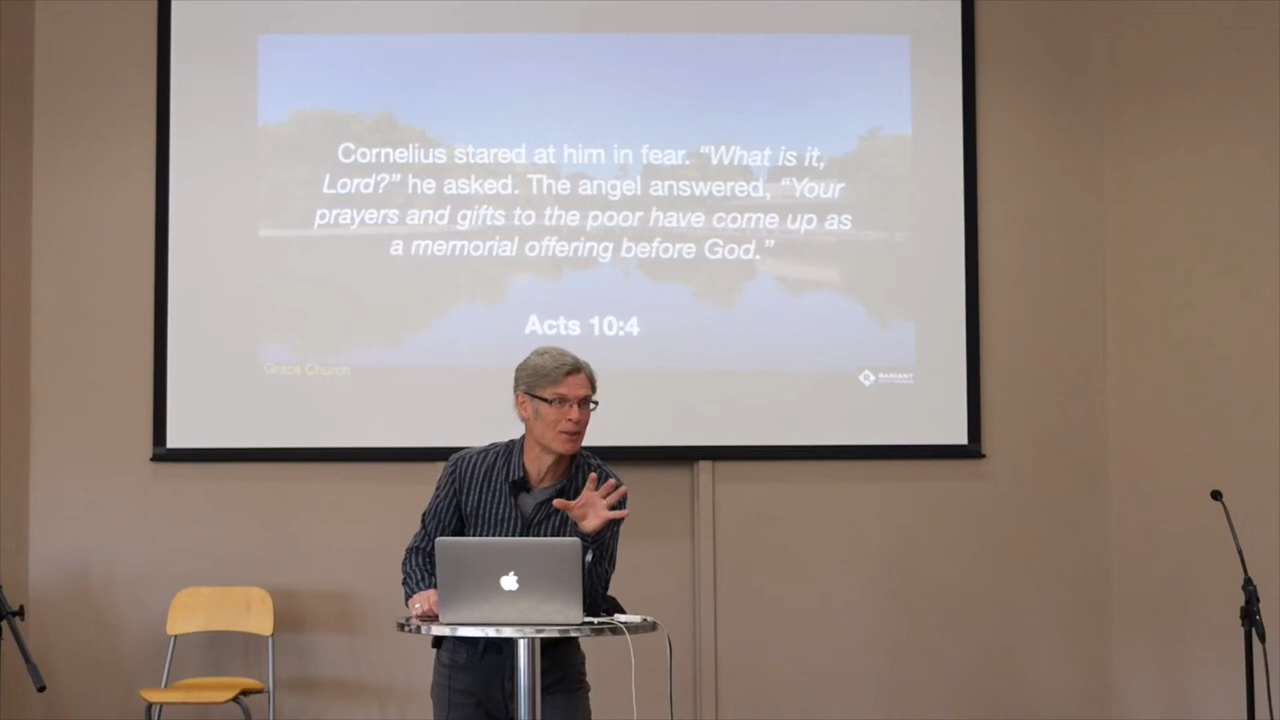 Cornelius stared at him in fear. “What is it,
Lord?” he asked. The angel answered, “Your
prayers and gifts to the poor have come up as
a memorial offering before God.”
Acts 10:4
Grace Church
RADIANT